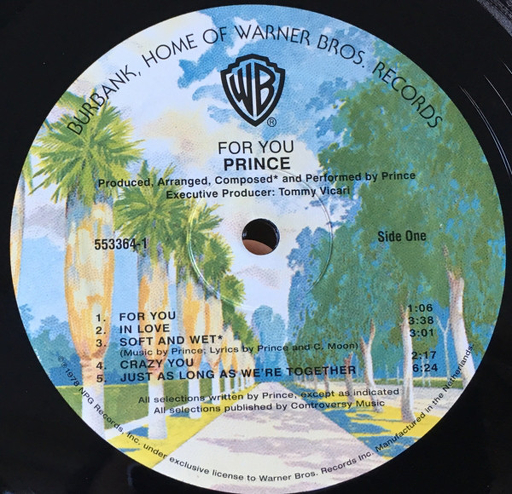 BURBANK, HOME OF WARNER BROS. RECORDS
WB
®
FOR YOU
PRINCE
Produced, Arranged, Composed* and Performed by Prince
Executive Producer: Tommy Vicari
553364-1
Side One
1. FOR YOU 1:06
2. IN LOVE 3:38
3. SOFT AND WET* 3:01
(Music by Prince; Lyrics by Prince and C. Moon)
4. CRAZY YOU 2:17
5. JUST AS LONG AS WE'RE TOGETHER 6:24
All selections written by Prince, except as indicated
All selections published by Controversy Music
1978 NPG Records, Inc. under exclusive license to Warner Bros. Records Inc. Manufactured in the Netherlands.